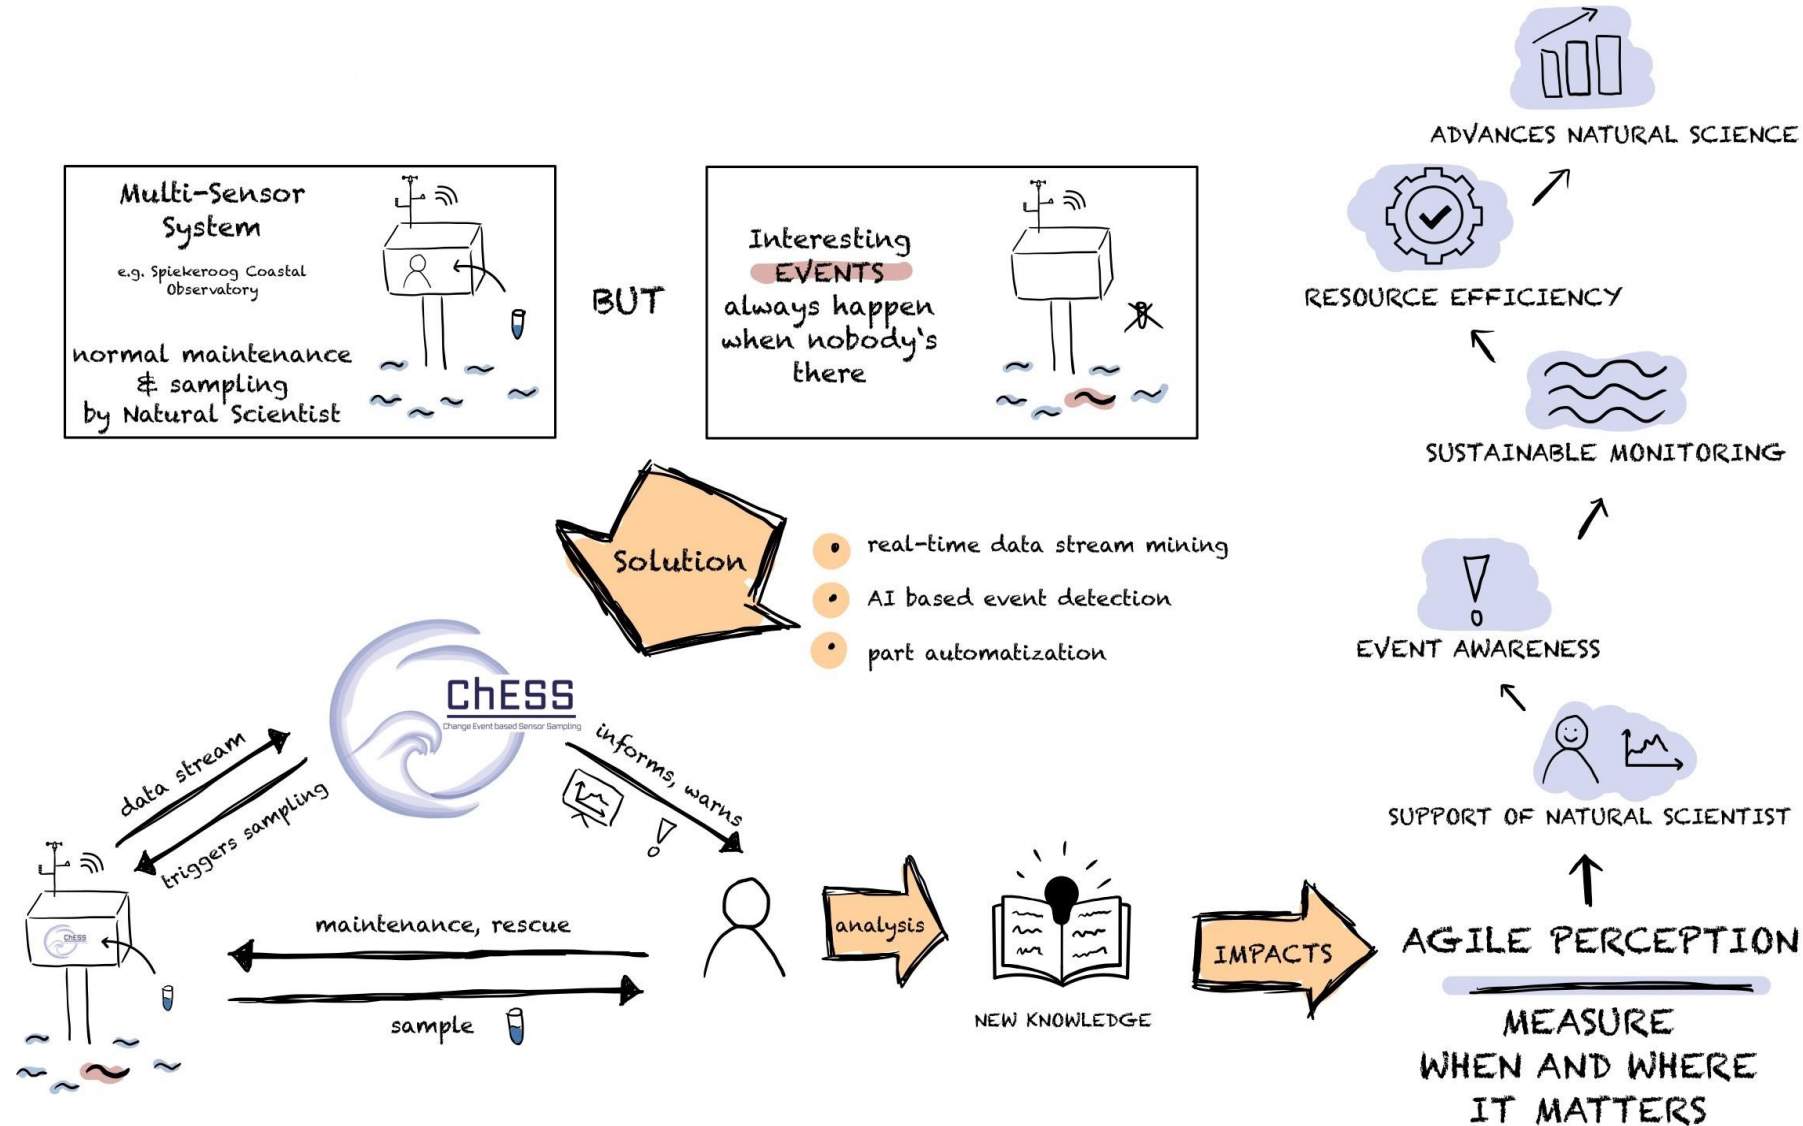 Multi-Sensor
System
e.g. Spiekeroog Coastal
Observatory
normal maintenance
& sampling
by Natural Scientist
BUT
Interesting
EVENTS
always happen
when nobody's
there
Solution
real-time data stream mining
AI based event detection
part automatization
ChESS
Change Event based Sensor Sampling
data stream
triggers sampling
informs, warns
ChESS
maintenance, rescue
sample
analysis
NEW KNOWLEDGE
IMPACTS
ADVANCES NATURAL SCIENCE
RESOURCE EFFICIENCY
SUSTAINABLE MONITORING
EVENT AWARENESS
SUPPORT OF NATURAL SCIENTIST
AGILE PERCEPTION
MEASURE
WHEN AND WHERE
IT MATTERS